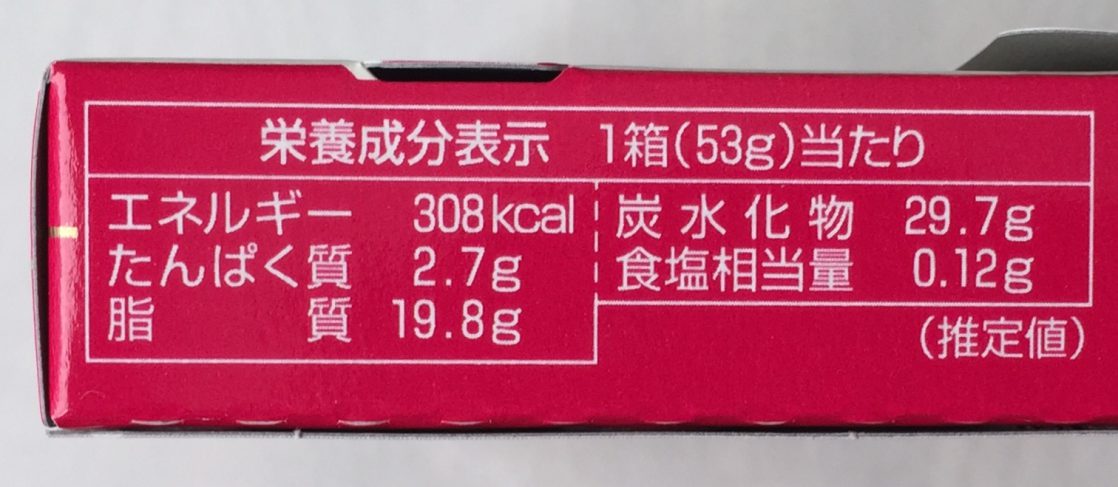 栄養成分表示 1箱(53g)当たり
エネルギー 308kcal
たんぱく質 2.7g
脂質 19.8g
炭水化物 29.7g
食塩相当量 0.12g
(推定値)